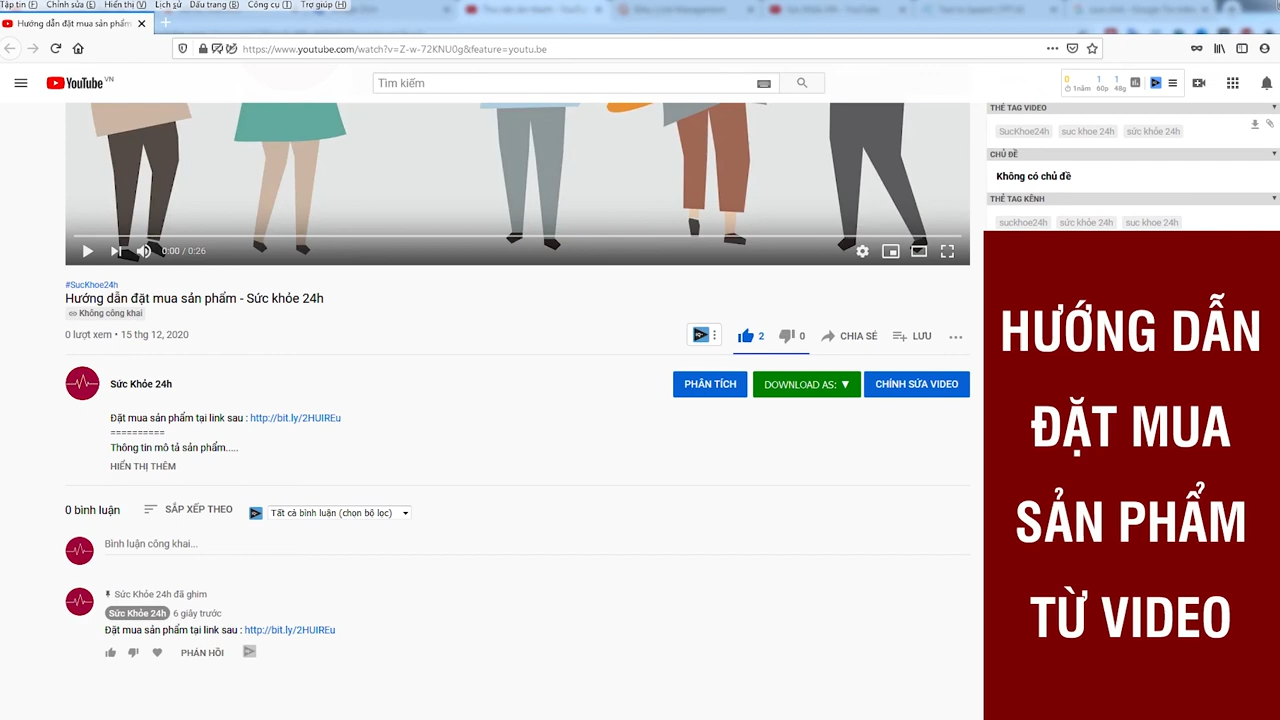 Tập tin (F) Chỉnh sửa (E) Hiển thị (V) Lịch sử Dấu trang (B) Công cụ (T) Trợ giúp (H)
Hướng dẫn đặt mua sản phẩm
https://www.youtube.com/watch?v=Z-w-72KNU0g&feature=youtu.be
YouTube VN
Tìm kiếm
0 1 1
1năm 60p 48g
THẺ TAG VIDEO
SucKhoe24h suc khoe 24h sức khỏe 24h
CHỦ ĐỀ
Không có chủ đề
THẺ TAG KÊNH
suckhoe24h sức khỏe 24h suc khoe 24h
0:00 / 0:26
#SucKhoe24h
Hướng dẫn đặt mua sản phẩm - Sức khỏe 24h
Không công khai
0 lượt xem • 15 thg 12, 2020
2 0 CHIA SẺ LƯU
Sức Khỏe 24h
PHÂN TÍCH DOWNLOAD AS: ▼ CHỈNH SỬA VIDEO
Đặt mua sản phẩm tại link sau : http://bit.ly/2HUIREu
==========
Thông tin mô tả sản phẩm.....
HIỂN THỊ THÊM
0 bình luận SẮP XẾP THEO Tất cả bình luận (chọn bộ lọc)
Bình luận công khai...
Sức Khỏe 24h đã ghim
Sức Khỏe 24h 6 giây trước
Đặt mua sản phẩm tại link sau : http://bit.ly/2HUIREu
PHẢN HỒI
HƯỚNG DẪN
ĐẶT MUA
SẢN PHẨM
TỪ VIDEO